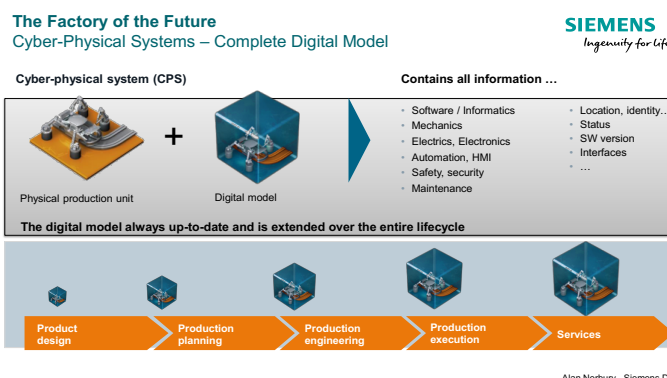 The Factory of the Future
Cyber-Physical Systems – Complete Digital Model
SIEMENS
Ingenuity for life
Cyber-physical system (CPS)
Contains all information …
+
Physical production unit
Digital model
• Software / Informatics
• Mechanics
• Electrics, Electronics
• Automation, HMI
• Safety, security
• Maintenance
• Location, identity…
• Status
• SW version
• Interfaces
• …
The digital model always up-to-date and is extended over the entire lifecycle
Product
design
Production
planning
Production
engineering
Production
execution
Services